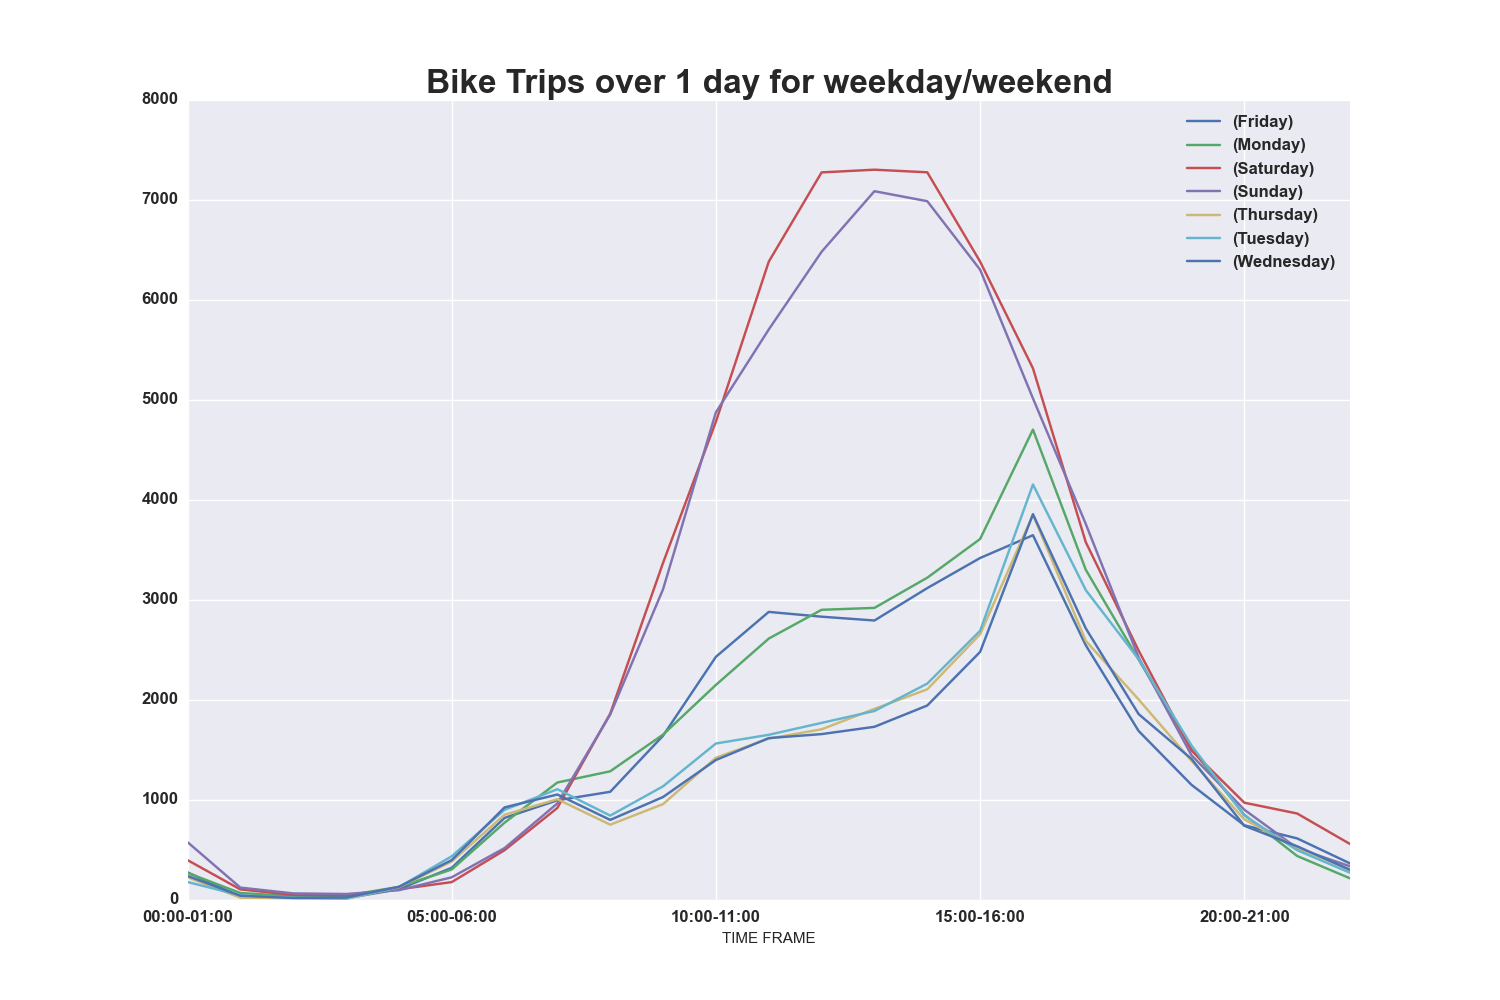 Bike Trips over 1 day for weekday/weekend
8000
7000
6000
5000
4000
3000
2000
1000
0
(Friday)
(Monday)
(Saturday)
(Sunday)
(Thursday)
(Tuesday)
(Wednesday)
00:00-01:00 05:00-06:00 10:00-11:00 15:00-16:00 20:00-21:00
TIME FRAME